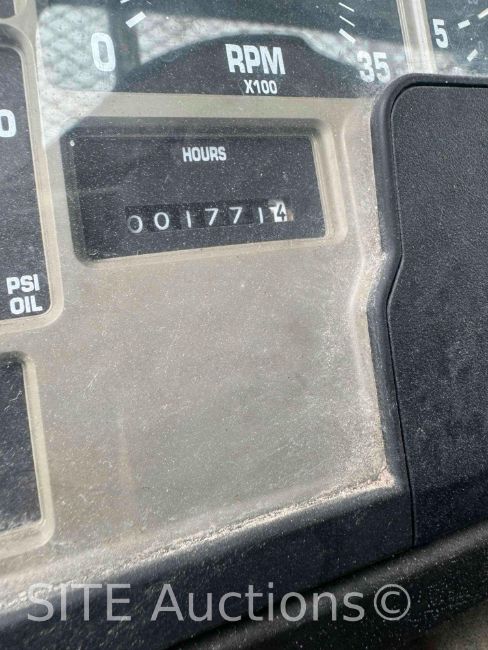 0
RPM
X100
35
5
0
HOURS
0017714
PSI
OIL
SITE Auctions©